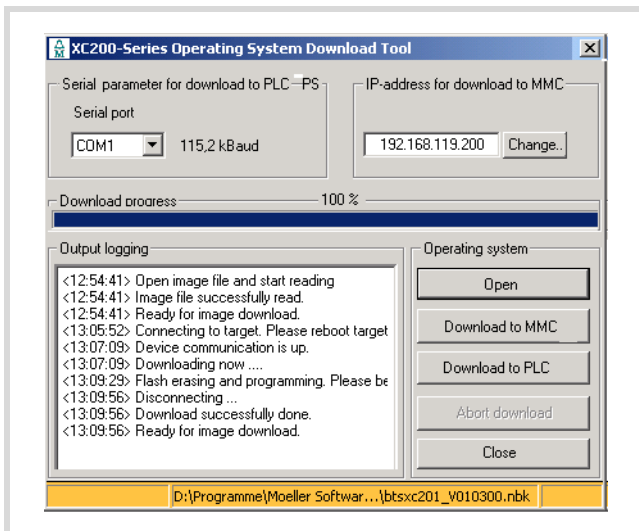 XC200-Series Operating System Download Tool
Serial parameter for download to PLC PS
Serial port
COM1
115,2 kBaud
IP-address for download to MMC
192.168.119.200
Change..
Download progress
100 %
Output logging
<12:54:41> Open image file and start reading
<12:54:41> Image file successfully read.
<12:54:41> Ready for image download.
<13:05:52> Connecting to target. Please reboot target
<13:07:09> Device communication is up.
<13:07:09> Downloading now ....
<13:09:29> Flash erasing and programming. Please be
<13:09:56> Disconnecting ...
<13:09:56> Download successfully done.
<13:09:56> Ready for image download.
Operating system
Open
Download to MMC
Download to PLC
Abort download
Close
D:\Programme\Moeller Softwar...\btsxc201_V010300.nbk